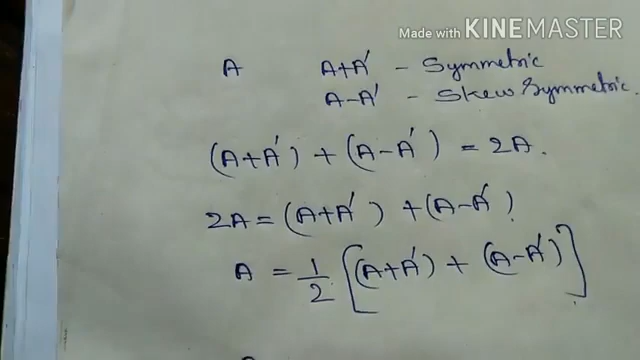 Made with KINEMASTER
A A+A' - Symmetric
A-A' - Skew Symmetric.
(A+A') + (A-A') = 2A.
2A = (A+A') + (A-A')
A = 1/2 [(A+A') + (A-A')]